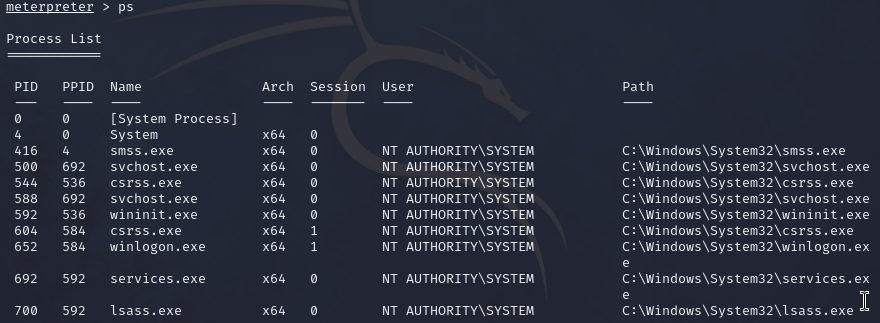 meterpreter > ps
Process List
PID PPID Name Arch Session User Path
0 0 [System Process]
4 0 System x64 0
416 4 smss.exe x64 0 NT AUTHORITY\SYSTEM C:\Windows\System32\smss.exe
500 692 svchost.exe x64 0 NT AUTHORITY\SYSTEM C:\Windows\System32\svchost.exe
544 536 csrss.exe x64 0 NT AUTHORITY\SYSTEM C:\Windows\System32\csrss.exe
588 692 svchost.exe x64 0 NT AUTHORITY\SYSTEM C:\Windows\System32\svchost.exe
592 536 wininit.exe x64 0 NT AUTHORITY\SYSTEM C:\Windows\System32\wininit.exe
604 584 csrss.exe x64 1 NT AUTHORITY\SYSTEM C:\Windows\System32\csrss.exe
652 584 winlogon.exe x64 1 NT AUTHORITY\SYSTEM C:\Windows\System32\winlogon.ex
e
692 592 services.exe x64 0 NT AUTHORITY\SYSTEM C:\Windows\System32\services.ex
e
700 592 lsass.exe x64 0 NT AUTHORITY\SYSTEM C:\Windows\System32\lsass.exe